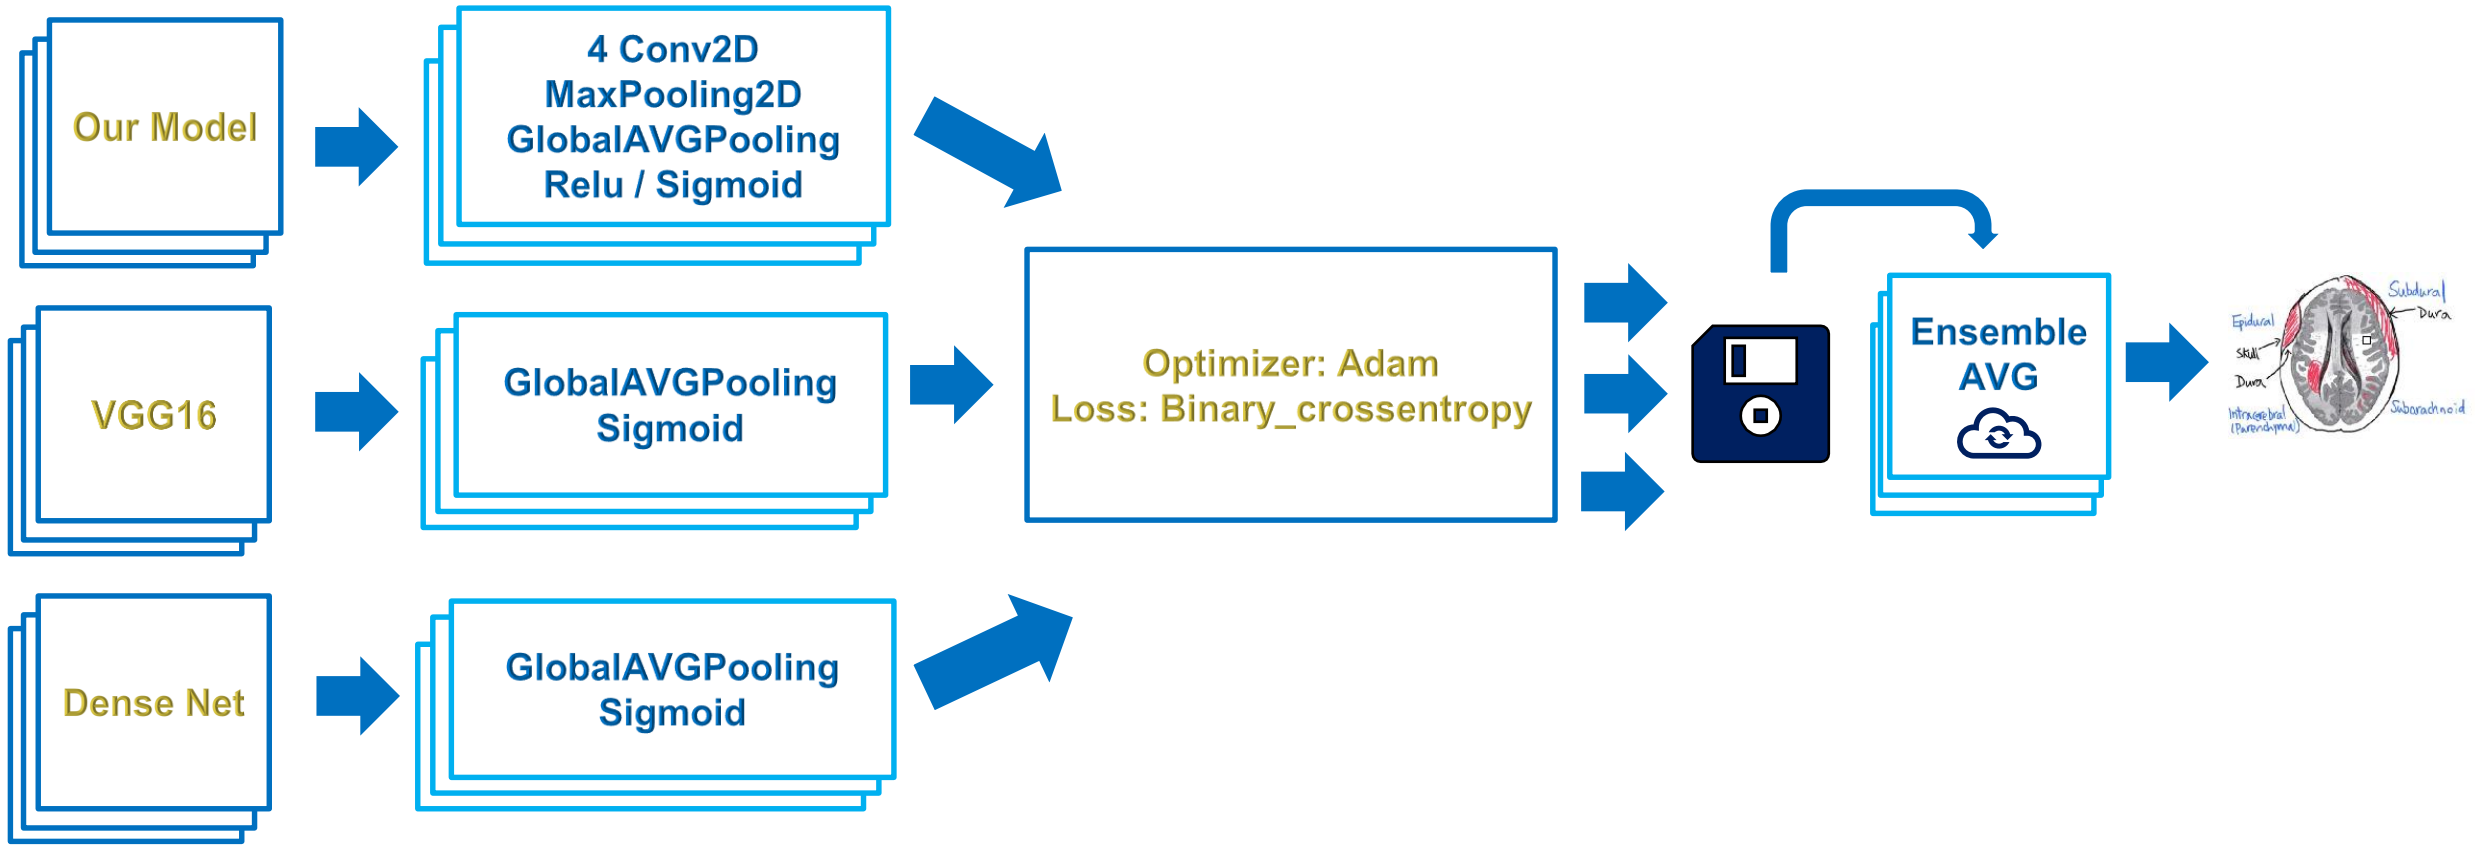 Our Model
4 Conv2D
MaxPooling2D
GlobalAVGPooling
Relu / Sigmoid
VGG16
GlobalAVGPooling
Sigmoid
Dense Net
GlobalAVGPooling
Sigmoid
Optimizer: Adam
Loss: Binary_crossentropy
Ensemble
AVG
Subdural
Dura
Epidural
Skull
Dura
Intracerebral
(Parenchymal)
Subarachnoid